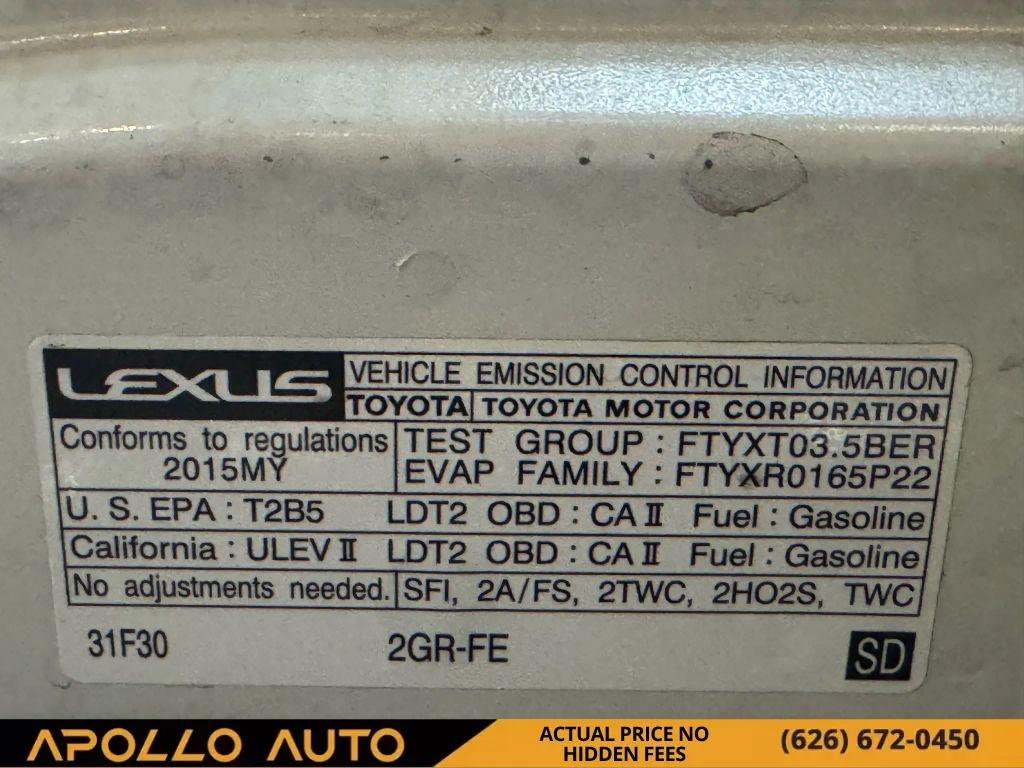 LEXUS VEHICLE EMISSION CONTROL INFORMATION
TOYOTA TOYOTA MOTOR CORPORATION
Conforms to regulations
2015MY
TEST GROUP : FTYXT03.5BER
EVAP FAMILY : FTYXR0165P22
U. S. EPA : T2B5 LDT2 OBD : CA II Fuel : Gasoline
California : ULEV II LDT2 OBD : CA II Fuel : Gasoline
No adjustments needed. SFI, 2A/FS, 2TWC, 2HO2S, TWC
31F30 2GR-FE SD
APOLLO AUTO
ACTUAL PRICE NO
HIDDEN FEES
(626) 672-0450